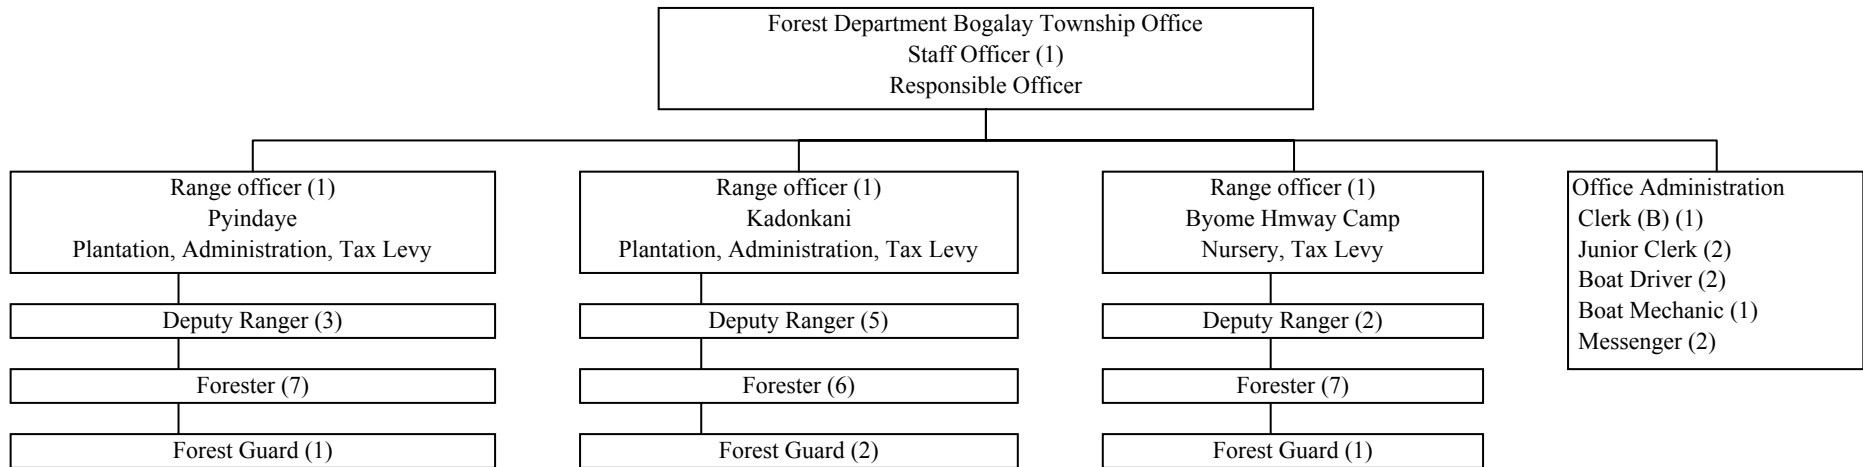 Forest Department Bogalay Township Office
Staff Officer (1)
Responsible Officer
Range officer (1)
Pyindaye
Plantation, Administration, Tax Levy
Deputy Ranger (3)
Forester (7)
Forest Guard (1)
Range officer (1)
Kadonkani
Plantation, Administration, Tax Levy
Deputy Ranger (5)
Forester (6)
Forest Guard (2)
Range officer (1)
Byome Hmway Camp
Nursery, Tax Levy
Deputy Ranger (2)
Forester (7)
Forest Guard (1)
Office Administration
Clerk (B) (1)
Junior Clerk (2)
Boat Driver (2)
Boat Mechanic (1)
Messenger (2)